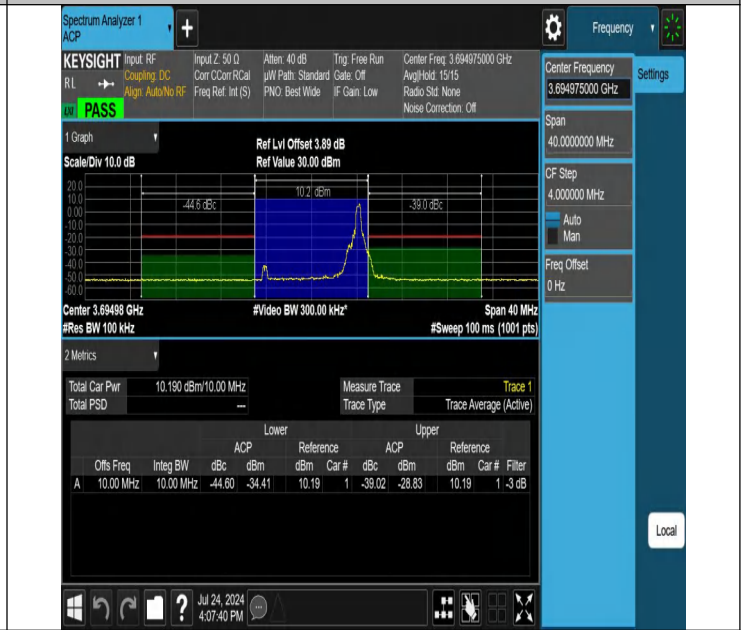 Spectrum Analyzer 1
ACP
+
Frequency
KEYSIGHT Input: RF Input Z: 50 Ω Atten: 40 dB Trig: Free Run Center Freq: 3.694975000 GHz
RL Coupling: DC Corr CCorr RCal µW Path: Standard Gate: Off Avg|Hold: 15/15
Align: Auto/No RF Freq Ref: Int (S) PNO: Best Wide IF Gain: Low Radio Std: None
PASS Noise Correction: Off
Center Frequency
3.694975000 GHz
Settings
Span
40.0000000 MHz
CF Step
4.000000 MHz
Auto
Man
Freq Offset
0 Hz
1 Graph
Ref Lvl Offset 3.89 dB
Scale/Div 10.0 dB Ref Value 30.00 dBm
20.0
10.0
0.00
-10.0
-20.0
-30.0
-40.0
-50.0
-60.0
-44.6 dBc 10.2 dBm -39.0 dBc
Center 3.69498 GHz #Video BW 300.00 kHz* Span 40 MHz
#Res BW 100 kHz #Sweep 100 ms (1001 pts)
2 Metrics
Total Car Pwr 10.190 dBm/10.00 MHz Measure Trace Trace 1
Total PSD --- Trace Type Trace Average (Active)
Lower Upper
ACP Reference ACP Reference
Offs Freq Integ BW dBc dBm dBm Car # dBc dBm dBm Car # Filter
A 10.00 MHz 10.00 MHz -44.60 -34.41 10.19 1 -39.02 -28.83 10.19 1 -3 dB
Local
? Jul 24, 2024
4:07:40 PM